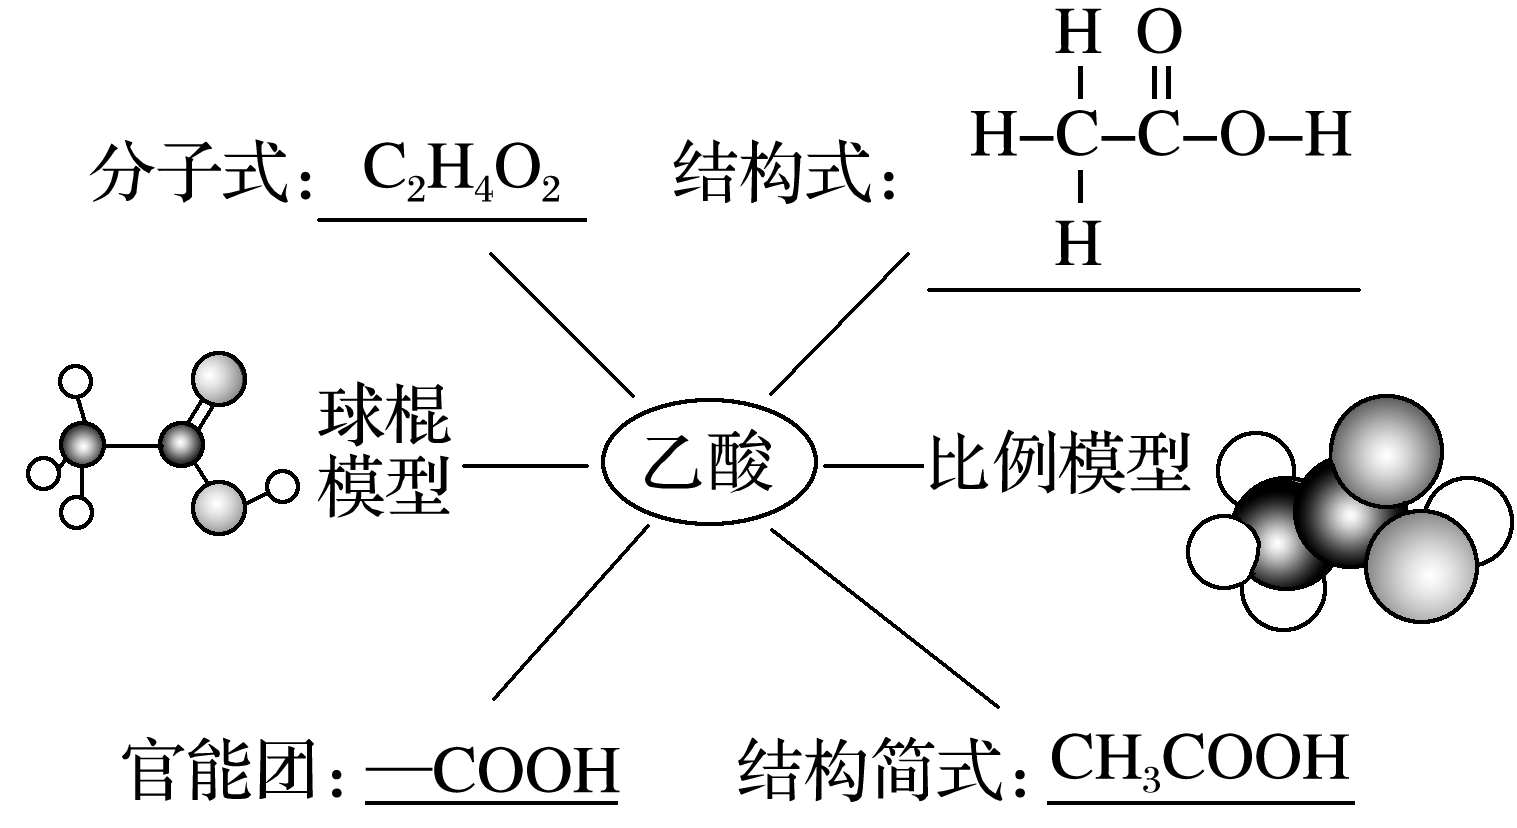 分子式：C₂H₄O₂
结构式：
H O
H—C—C—O—H
H
球棍
模型
乙酸
比例模型
官能团：—COOH
结构简式：CH₃COOH